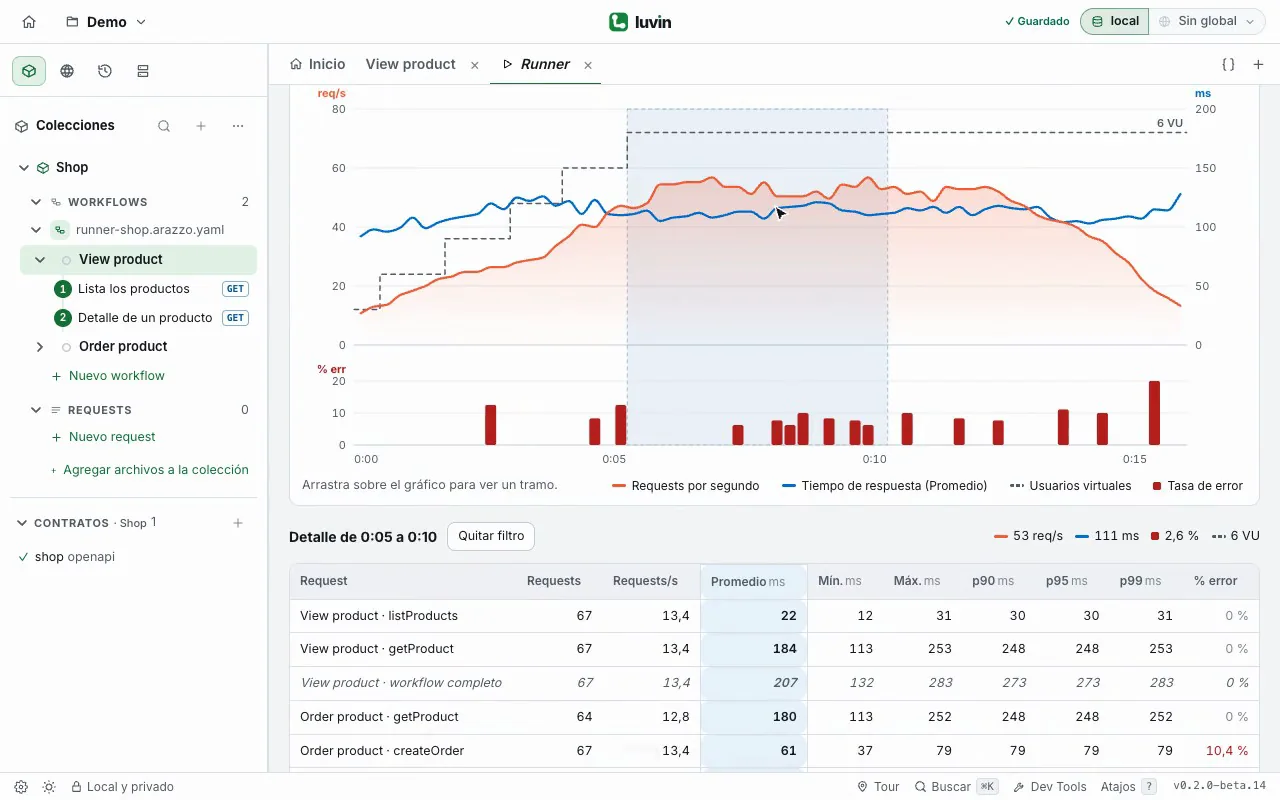 Demo
luvin
Guardado
local
Sin global
Inicio
View product
Runner
{ }
Colecciones
Shop
WORKFLOWS 2
runner-shop.arazzo.yaml
View product
1 Lista los productos GET
2 Detalle de un producto GET
Order product
+ Nuevo workflow
REQUESTS 0
+ Nuevo request
+ Agregar archivos a la colección
CONTRATOS · Shop 1
shop openapi
req/s
ms
80
200
6 VU
60
150
40
100
20
50
0
0
% err
20
10
0
0:00 0:05 0:10 0:15
Arrastra sobre el gráfico para ver un tramo.
Requests por segundo Tiempo de respuesta (Promedio) Usuarios virtuales Tasa de error
Detalle de 0:05 a 0:10 Quitar filtro
53 req/s 111 ms 2,6 % 6 VU
Request Requests Requests/s Promedio ms Mín. ms Máx. ms p90 ms p95 ms p99 ms % error
View product · listProducts 67 13,4 22 12 31 30 30 31 0 %
View product · getProduct 67 13,4 184 113 253 248 248 253 0 %
View product · workflow completo 67 13,4 207 132 283 273 273 283 0 %
Order product · getProduct 64 12,8 180 113 252 248 248 252 0 %
Order product · createOrder 67 13,4 61 37 79 79 79 79 10,4 %
Local y privado
Tour
Buscar ⌘K
Dev Tools
Atajos ?
v0.2.0-beta.14